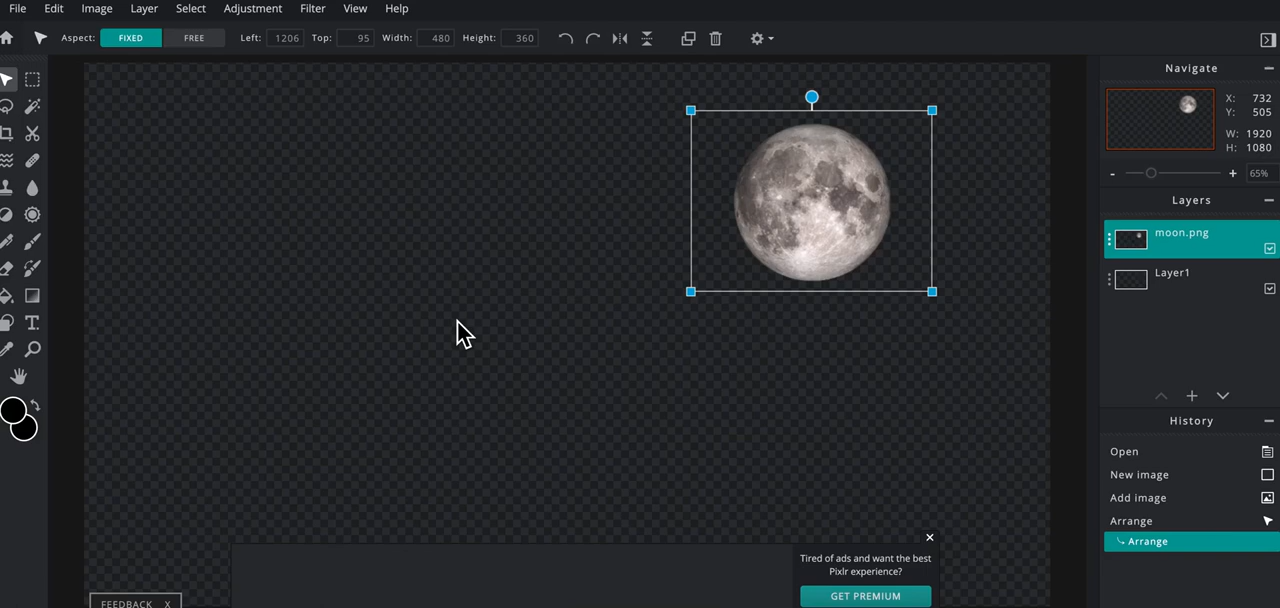 File Edit Image Layer Select Adjustment Filter View Help
Aspect: FIXED FREE Left: 1206 Top: 95 Width: 480 Height: 360
Navigate
X: 732
Y: 505
W: 1920
H: 1080
- + 65%
Layers
moon.png
Layer1
History
Open
New image
Add image
Arrange
Arrange
Tired of ads and want the best
Pixlr experience?
GET PREMIUM
FEEDBACK X